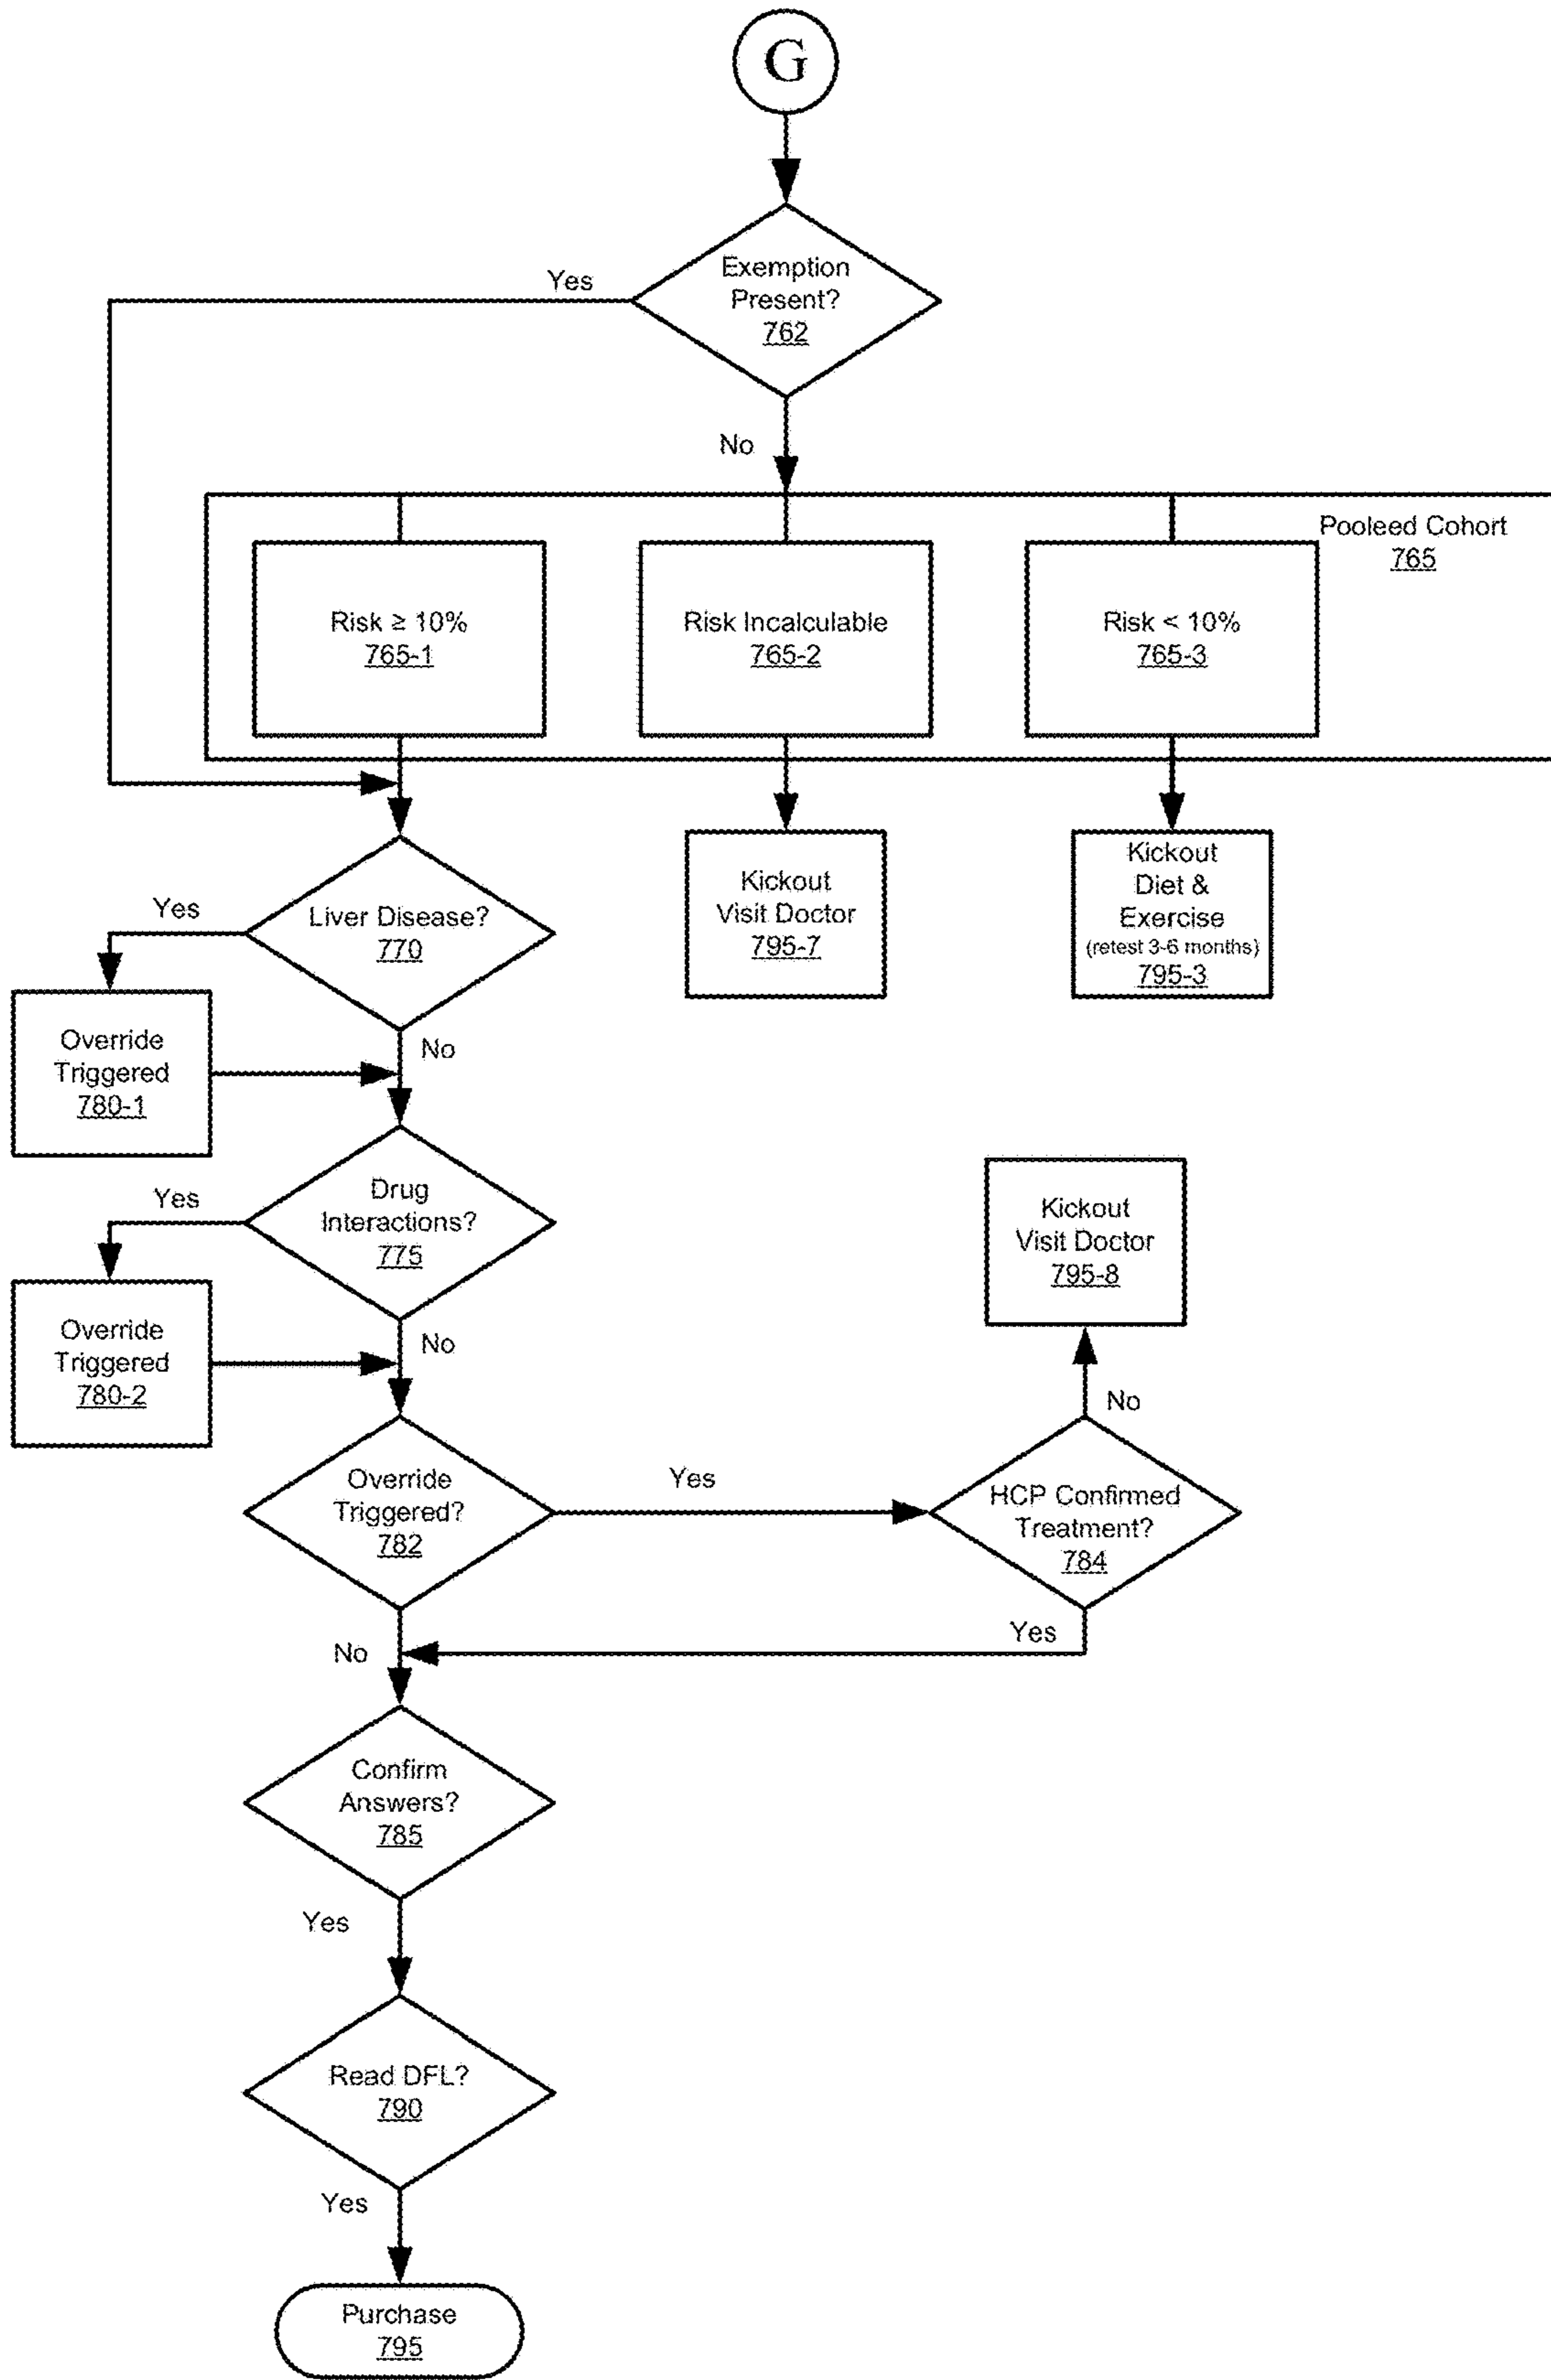 G
Exemption
Present?
762
Yes
No
Pooleed Cohort
765
Risk ≥ 10%
765-1
Risk Incalculable
765-2
Risk < 10%
765-3
Liver Disease?
770
Yes
No
Kickout
Visit Doctor
795-7
Kickout
Diet &
Exercise
(retest 3-6 months)
795-3
Override
Triggered
780-1
Drug
Interactions?
775
Yes
No
Override
Triggered
780-2
Kickout
Visit Doctor
795-8
No
Override
Triggered?
782
Yes
HCP Confirmed
Treatment?
784
No
Yes
Confirm
Answers?
785
Yes
Read DFL?
790
Yes
Purchase
795